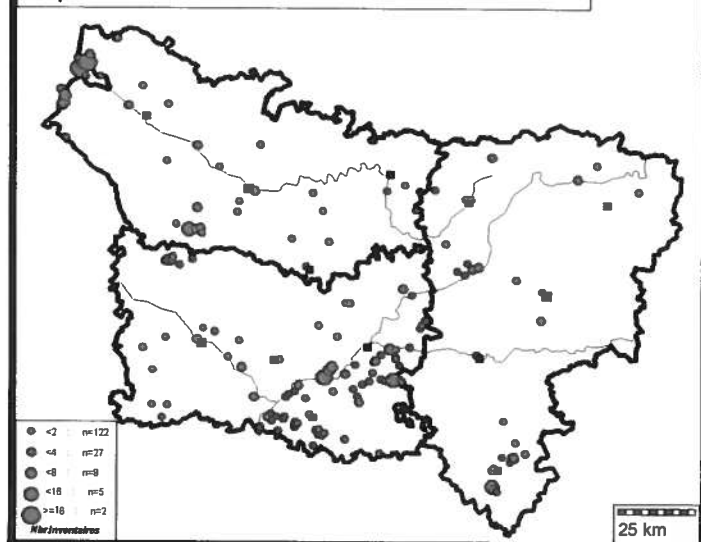 <2 : n=122
<4 : n=27
<8 : n=9
<16 : n=5
>=16 : n=2
Nbr.inventaires
25 km